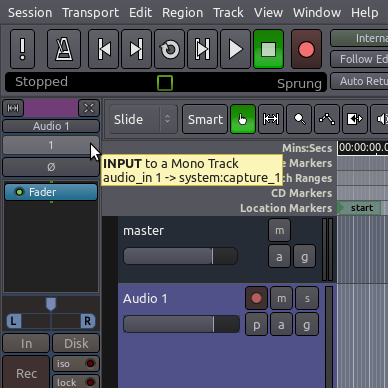 Session Transport Edit Region Track View Window Help
Interna
Follow Ed
Stopped Sprung
Auto Retu
Audio 1
Slide Smart
1
Mins:Secs 00:00:00.0
INPUT to a Mono Track
e Markers
audio_in 1 -> system:capture_1
ch Ranges
CD Markers
Location Markers start
Ø
Fader
master m
a g
Audio 1 m s
p a g
L R
In Disk
Rec iso
lock